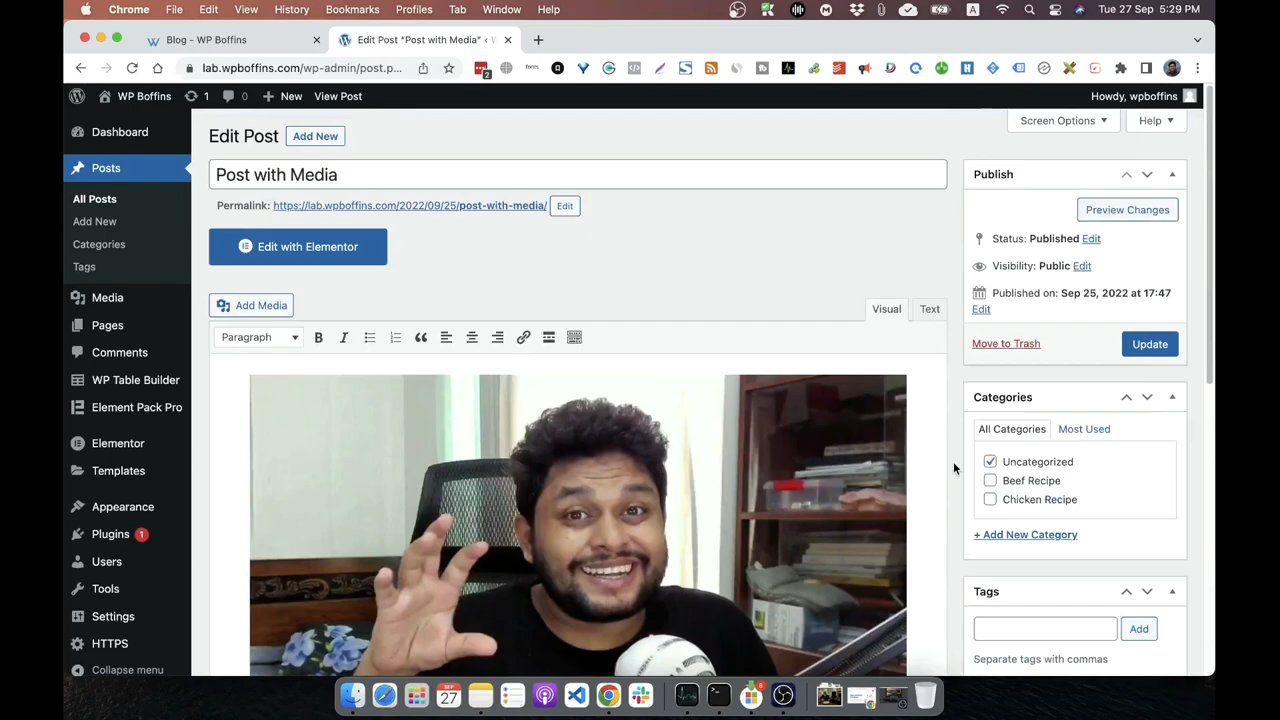 Chrome File Edit View History Bookmarks Profiles Tab Window Help A Tue 27 Sep 5:29 PM
Blog - WP Boffins Edit Post “Post with Media” ‹ W
lab.wpboffins.com/wp-admin/post.p...
WP Boffins 1 0 New View Post Howdy, wpboffins
Dashboard
Posts
All Posts
Add New
Categories
Tags
Media
Pages
Comments
WP Table Builder
Element Pack Pro
Elementor
Templates
Appearance
Plugins 1
Users
Tools
Settings
HTTPS
Collapse menu
Screen Options Help
Edit Post Add New
Post with Media
Permalink: https://lab.wpboffins.com/2022/09/25/post-with-media/ Edit
Edit with Elementor
Add Media
Visual Text
Paragraph B I
Publish
Preview Changes
Status: Published Edit
Visibility: Public Edit
Published on: Sep 25, 2022 at 17:47
Edit
Move to Trash Update
Categories
All Categories Most Used
Uncategorized
Beef Recipe
Chicken Recipe
+ Add New Category
Tags
Add
Separate tags with commas
SEP
27